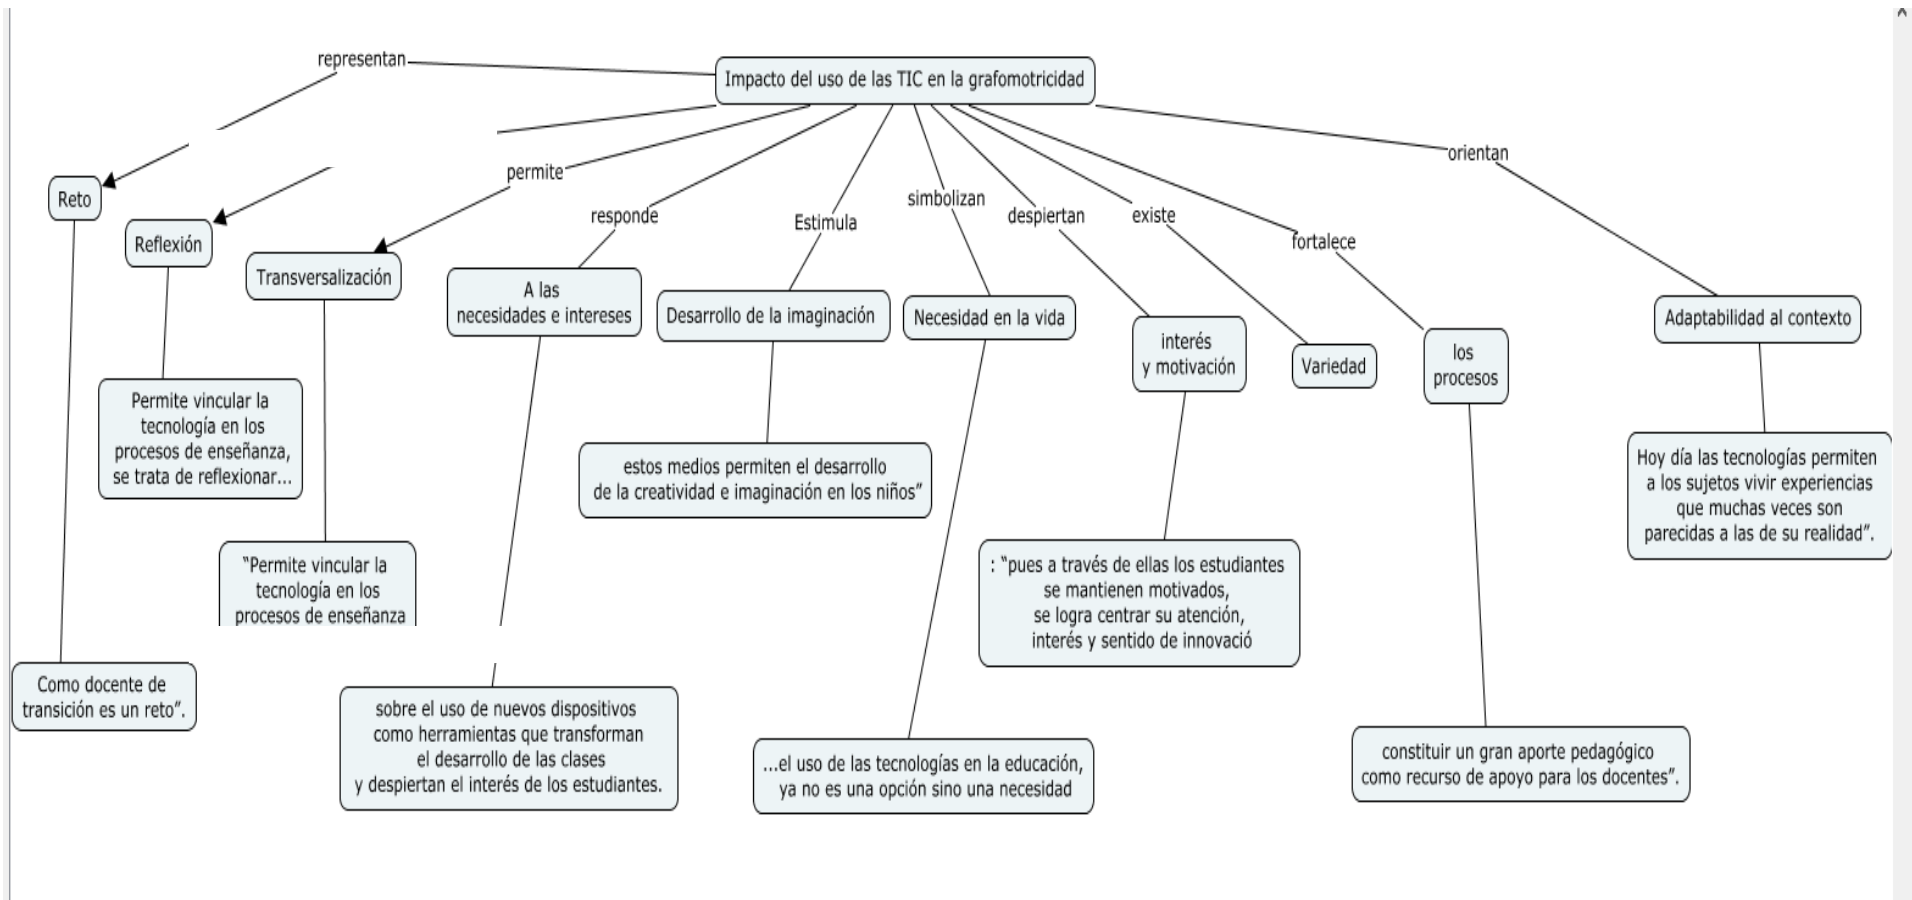 Impacto del uso de las TIC en la grafomotricidad
representan
orientan
permite
simbolizan
responde
Estimula
despiertan
existe
fortalece
Reto
Reflexión
Transversalización
A las
necesidades e intereses
Desarrollo de la imaginación
Necesidad en la vida
interés
y motivación
Variedad
los
procesos
Adaptabilidad al contexto
Permite vincular la
tecnología en los
procesos de enseñanza,
se trata de reflexionar...
estos medios permiten el desarrollo
de la creatividad e imaginación en los niños”
Hoy día las tecnologías permiten
a los sujetos vivir experiencias
que muchas veces son
parecidas a las de su realidad”.
“Permite vincular la
tecnología en los
procesos de enseñanza
: “pues a través de ellas los estudiantes
se mantienen motivados,
se logra centrar su atención,
interés y sentido de innovació
Como docente de
transición es un reto”.
sobre el uso de nuevos dispositivos
como herramientas que transforman
el desarrollo de las clases
y despiertan el interés de los estudiantes.
...el uso de las tecnologías en la educación,
ya no es una opción sino una necesidad
constituir un gran aporte pedagógico
como recurso de apoyo para los docentes”.